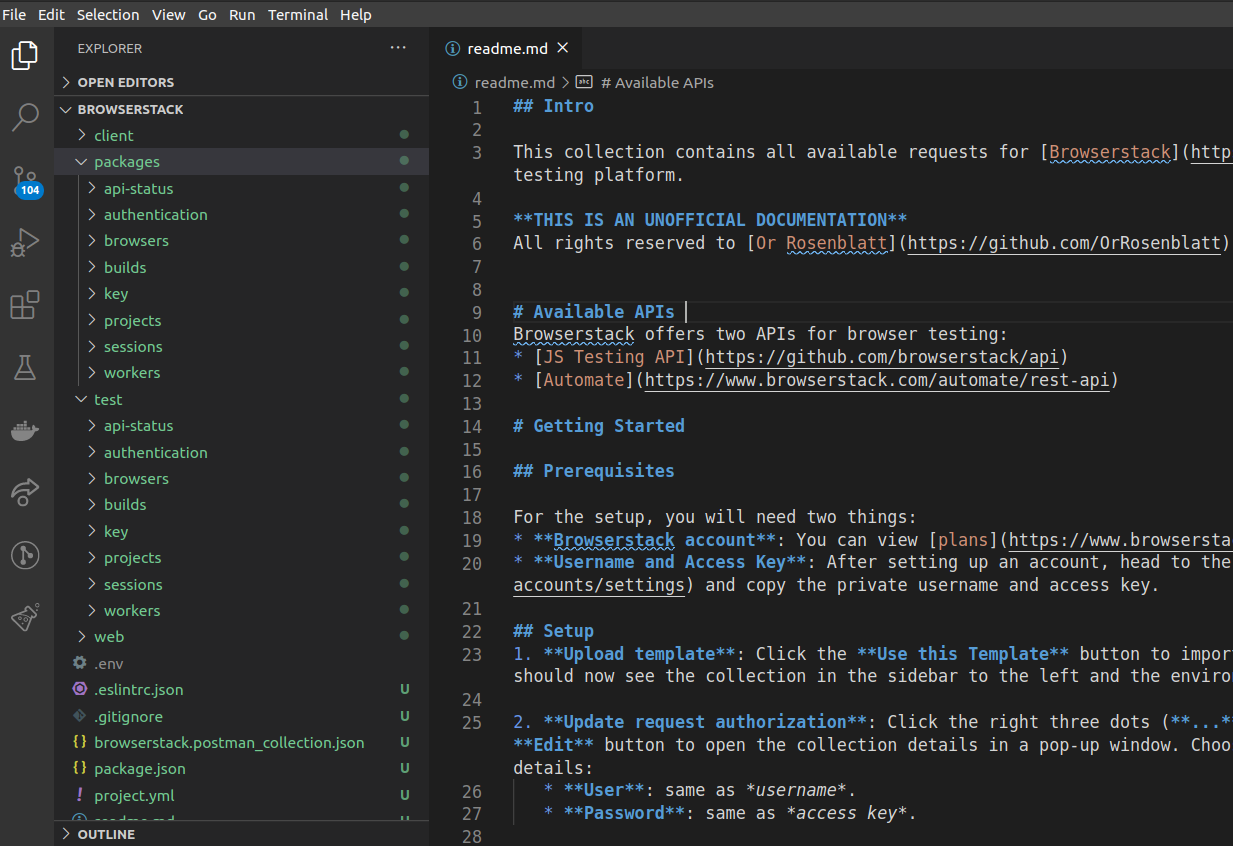 File Edit Selection View Go Run Terminal Help
EXPLORER ...
OPEN EDITORS
BROWSERSTACK
client
packages
api-status
authentication
browsers
builds
key
projects
sessions
workers
test
api-status
authentication
browsers
builds
key
projects
sessions
workers
web
.env
.eslintrc.json U
.gitignore U
browserstack.postman_collection.json U
package.json U
project.yml U
OUTLINE
104
readme.md
readme.md > # Available APIs
1 ## Intro
2
3 This collection contains all available requests for [Browserstack](http
testing platform.
4
5 **THIS IS AN UNOFFICIAL DOCUMENTATION**
6 All rights reserved to [Or Rosenblatt](https://github.com/OrRosenblatt)
7
8
9 # Available APIs
10 Browserstack offers two APIs for browser testing:
11 * [JS Testing API](https://github.com/browserstack/api)
12 * [Automate](https://www.browserstack.com/automate/rest-api)
13
14 # Getting Started
15
16 ## Prerequisites
17
18 For the setup, you will need two things:
19 * **Browserstack account**: You can view [plans](https://www.browsersta
20 * **Username and Access Key**: After setting up an account, head to the
accounts/settings) and copy the private username and access key.
21
22 ## Setup
23 1. **Upload template**: Click the **Use this Template** button to impor
should now see the collection in the sidebar to the left and the enviro
24
25 2. **Update request authorization**: Click the right three dots (**...**
**Edit** button to open the collection details in a pop-up window. Choo
details:
26 * **User**: same as *username*.
27 * **Password**: same as *access key*.
28